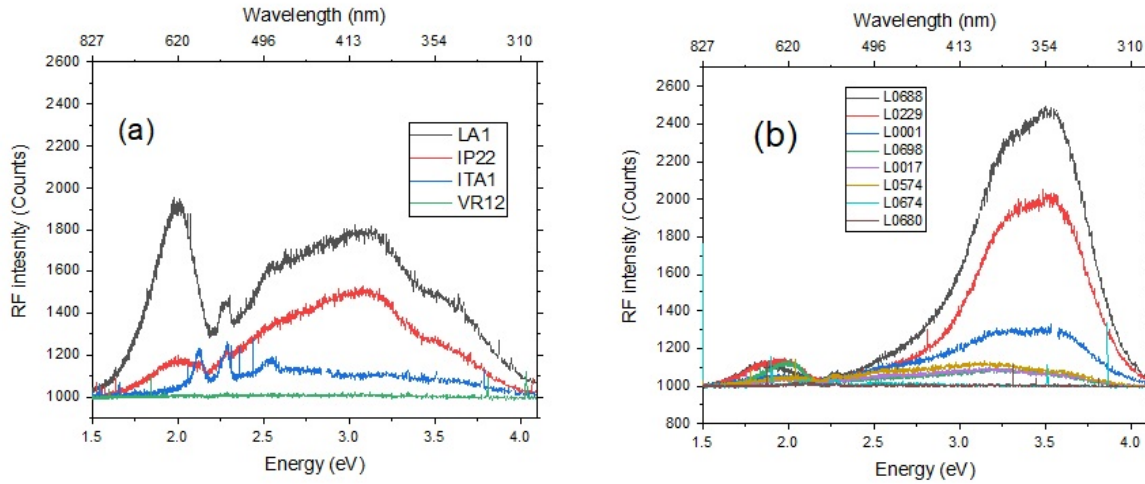 Wavelength (nm)
827 620 496 413 354 310
2600
2400
2200
2000
1800
1600
1400
1200
1000
RF intesnity (Counts)
(a)
LA1
IP22
ITA1
VR12
1.5 2.0 2.5 3.0 3.5 4.0
Energy (eV)
Wavelength (nm)
827 620 496 413 354 310
2600
2400
2200
2000
1800
1600
1400
1200
1000
800
RF intensity (Counts)
(b)
L0688
L0229
L0001
L0698
L0017
L0574
L0674
L0680
1.5 2.0 2.5 3.0 3.5 4.0
Energy (eV)